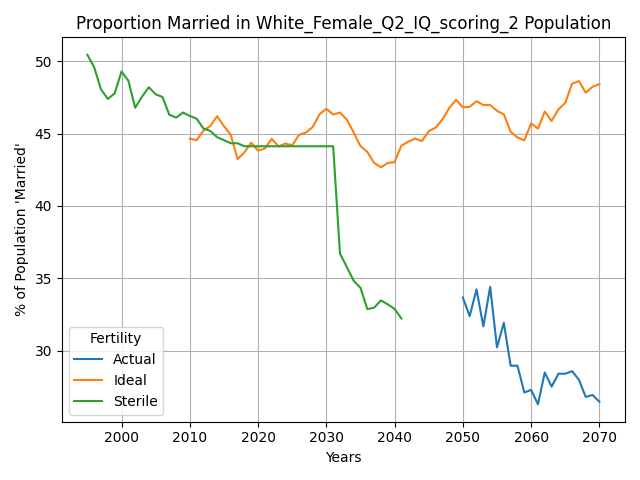 Proportion Married in White_Female_Q2_IQ_scoring_2 Population
% of Population 'Married'
50
45
40
35
30
Fertility
Actual
Ideal
Sterile
2000 2010 2020 2030 2040 2050 2060 2070
Years